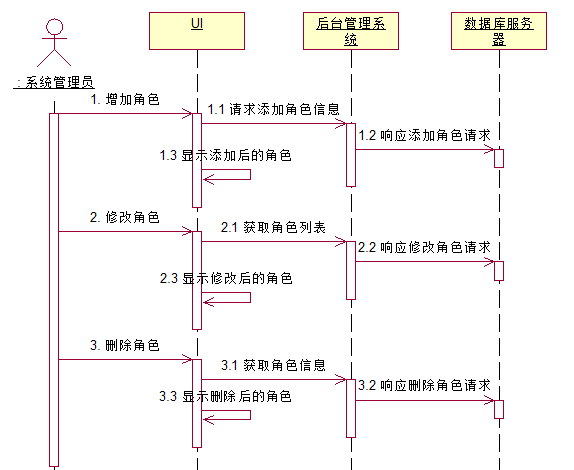 UI
后台管理系
统
数据库服务
器
: 系统管理员
1. 增加角色
1.1 请求添加角色信息
1.2 响应添加角色请求
1.3 显示添加后的角色
2. 修改角色
2.1 获取角色列表
2.2 响应修改角色请求
2.3 显示修改后的角色
3. 删除角色
3.1 获取角色信息
3.2 响应删除角色请求
3.3 显示删除后的角色